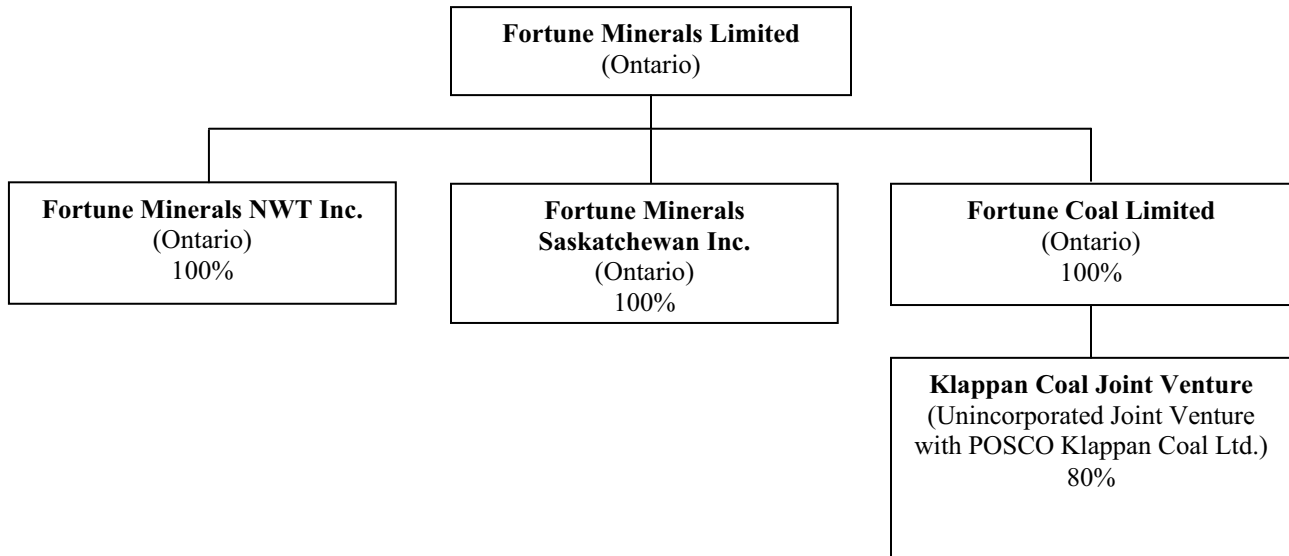 Fortune Minerals Limited
(Ontario)
Fortune Minerals NWT Inc.
(Ontario)
100%
Fortune Minerals
Saskatchewan Inc.
(Ontario)
100%
Fortune Coal Limited
(Ontario)
100%
Klappan Coal Joint Venture
(Unincorporated Joint Venture
with POSCO Klappan Coal Ltd.)
80%